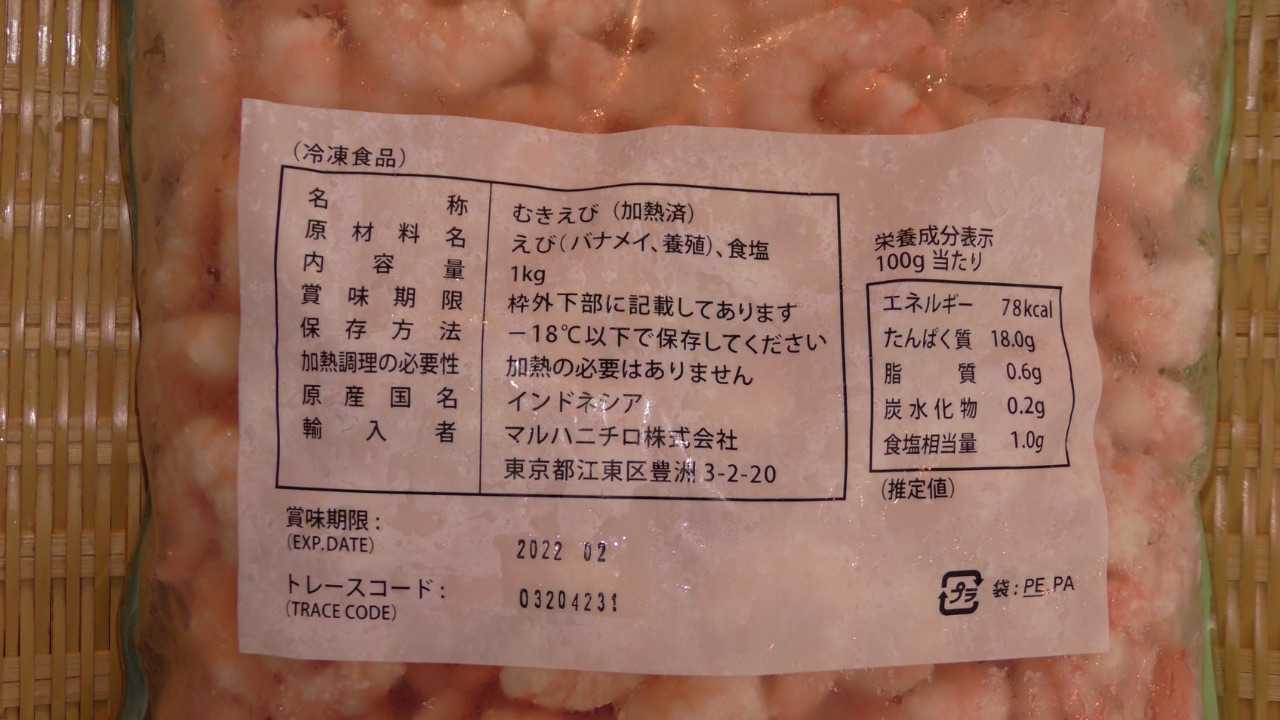 (冷凍食品)
名称 むきえび(加熱済)
原材料名 えび(バナメイ、養殖)、食塩
内容量 1kg
賞味期限 枠外下部に記載してあります
保存方法 -18℃以下で保存してください
加熱調理の必要性 加熱の必要はありません
原産国名 インドネシア
輸入者 マルハニチロ株式会社
東京都江東区豊洲3-2-20
栄養成分表示
100g当たり
エネルギー 78kcal
たんぱく質 18.0g
脂質 0.6g
炭水化物 0.2g
食塩相当量 1.0g
(推定値)
賞味期限:
(EXP.DATE) 2022 02
トレースコード:
(TRACE CODE) 03204231
プラ 袋:PE,PA